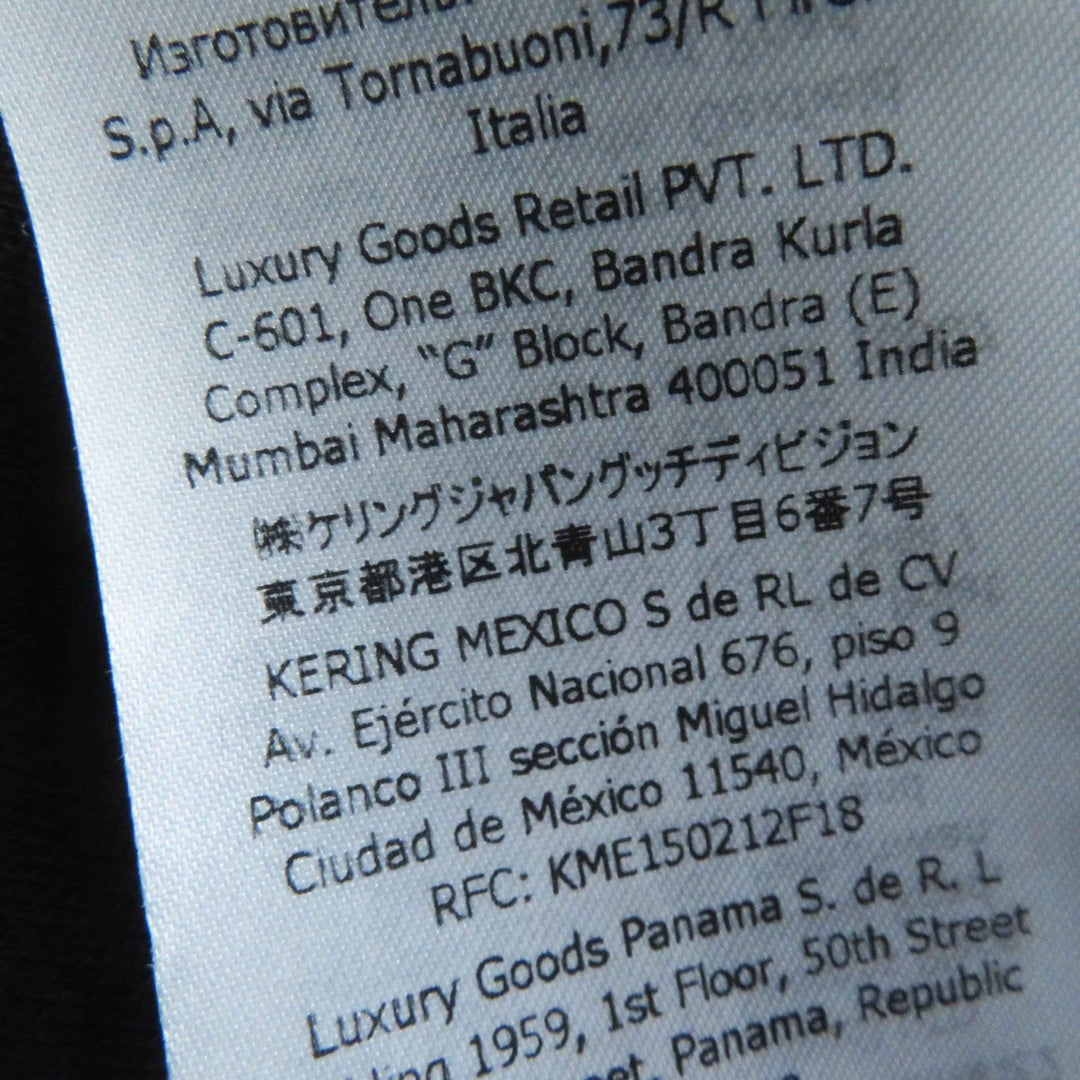 Изготовитель:
S.p.A, via Tornabuoni,73/R
Italia
Luxury Goods Retail PVT. LTD.
C-601, One BKC, Bandra Kurla
Complex, “G” Block, Bandra (E)
Mumbai Maharashtra 400051 India
㈱ケリングジャパングッチディビジョン
東京都港区北青山3丁目6番7号
KERING MEXICO S de RL de CV
Av. Ejército Nacional 676, piso 9
Polanco III sección Miguel Hidalgo
Ciudad de México 11540, México
RFC: KME150212F18
Luxury Goods Panama S. de R. L
1959, 1st Floor, 50th Street
Panama, Republic